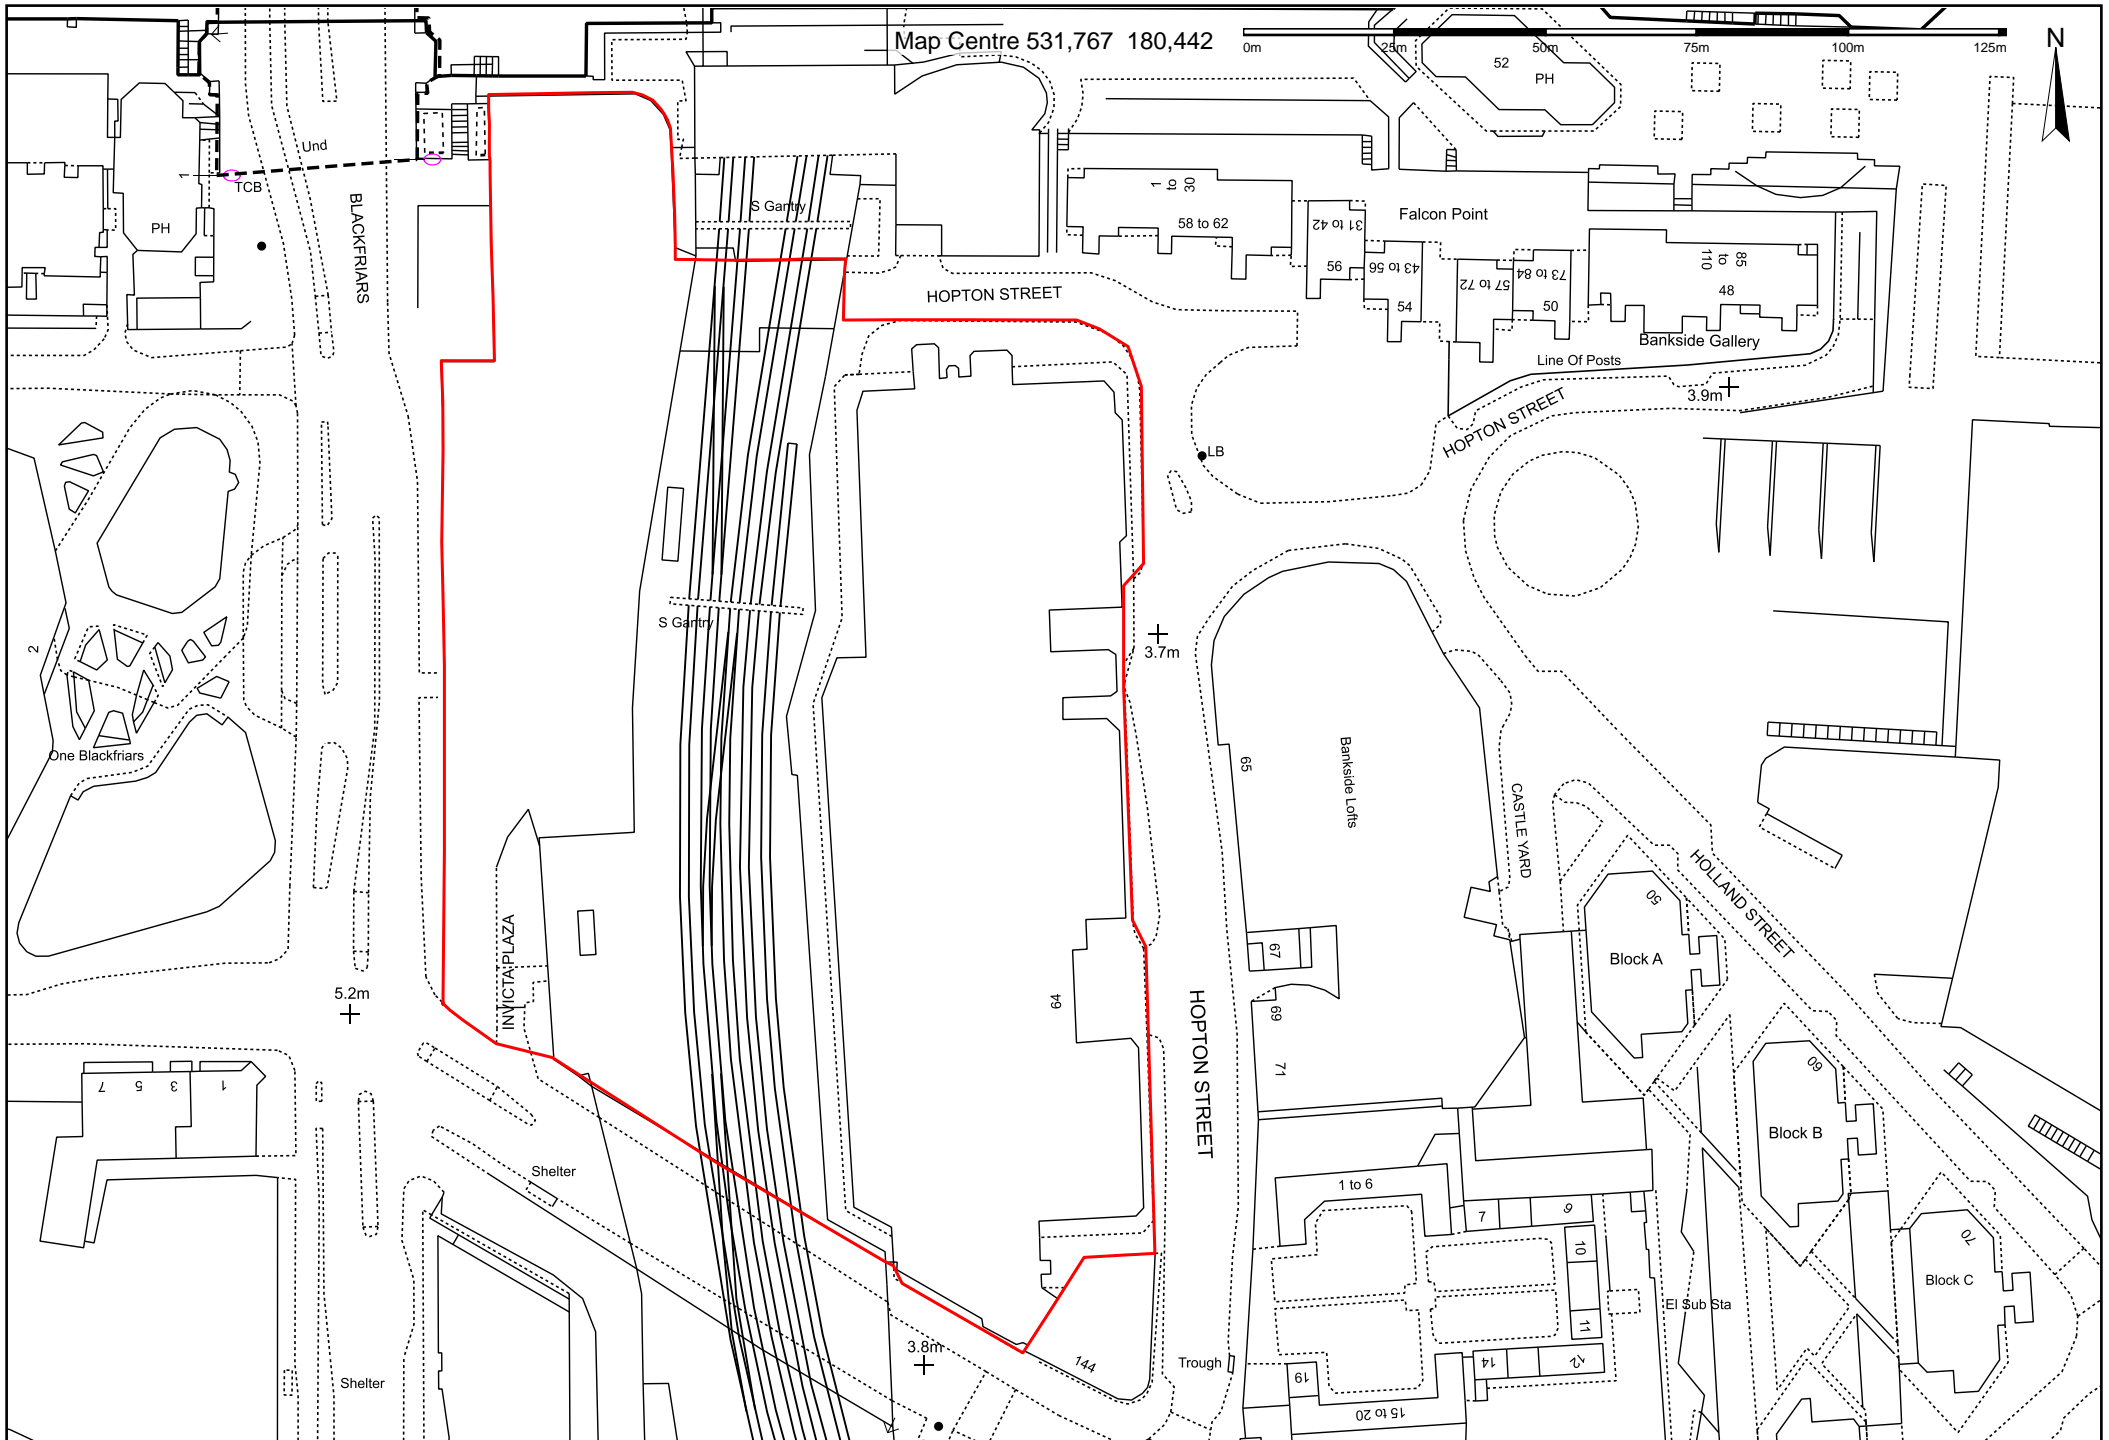 Map Centre 531,767 180,442
0m
25m
50m
75m
100m
125m
N
52
PH
Und
1
TCB
PH
BLACKFRIARS
S Gantry
1
to
30
58 to 62
31 to 42
56
43 to 56
54
Falcon Point
57 to 72
73 to 84
50
85
to
110
48
HOPTON STREET
Bankside Gallery
Line Of Posts
3.9m
HOPTON STREET
LB
S Gantry
3.7m
2
One Blackfriars
65
Bankside Lofts
CASTLE YARD
HOLLAND STREET
50
Block A
INVICTA PLAZA
67
5.2m
64
69
HOPTON STREET
71
7
5
3
1
60
Block B
Shelter
1 to 6
7
9
10
70
Block C
El Sub Sta
11
3.8m
144
Trough
14
12
19
15 to 20
Shelter